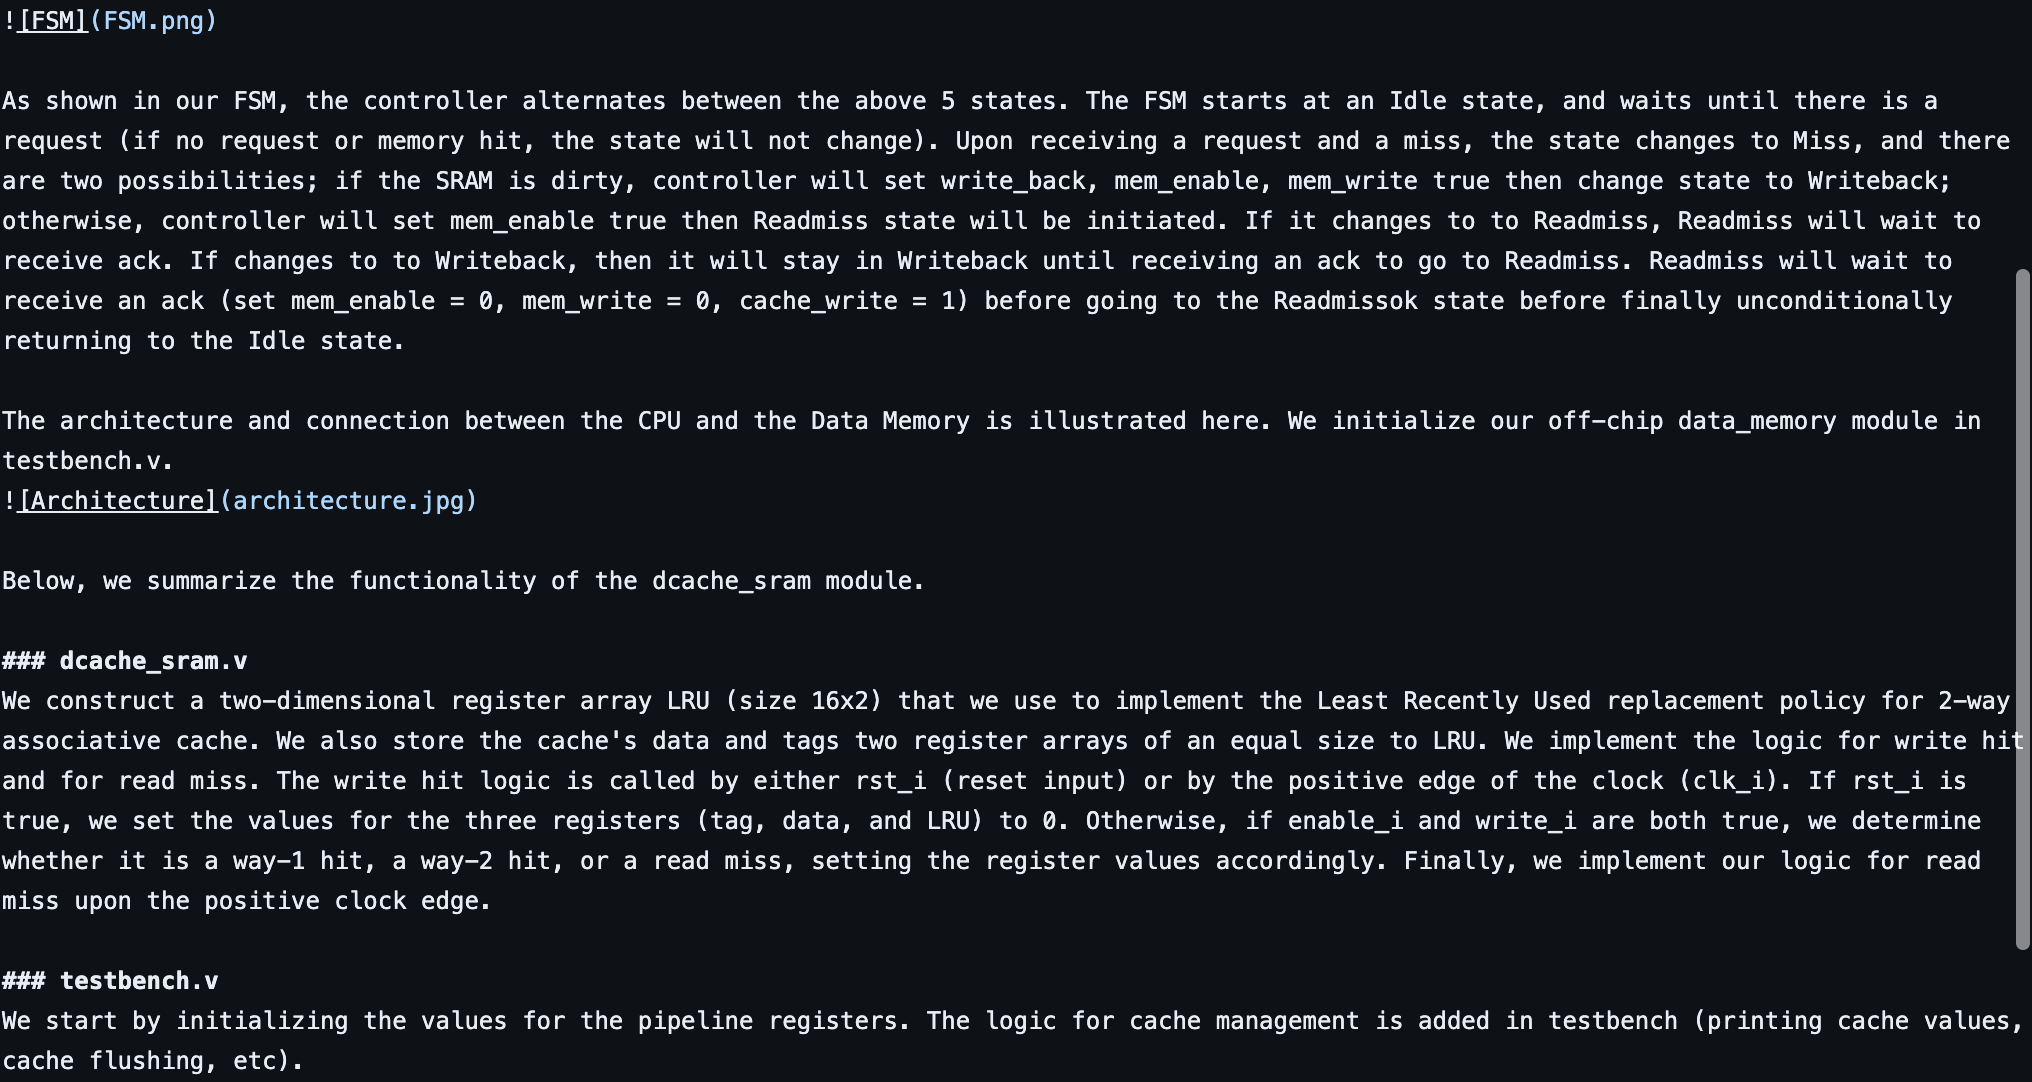 ![FSM](FSM.png)
As shown in our FSM, the controller alternates between the above 5 states. The FSM starts at an Idle state, and waits until there is a
request (if no request or memory hit, the state will not change). Upon receiving a request and a miss, the state changes to Miss, and there
are two possibilities; if the SRAM is dirty, controller will set write_back, mem_enable, mem_write true then change state to Writeback;
otherwise, controller will set mem_enable true then Readmiss state will be initiated. If it changes to to Readmiss, Readmiss will wait to
receive ack. If changes to to Writeback, then it will stay in Writeback until receiving an ack to go to Readmiss. Readmiss will wait to
receive an ack (set mem_enable = 0, mem_write = 0, cache_write = 1) before going to the Readmissok state before finally unconditionally
returning to the Idle state.
The architecture and connection between the CPU and the Data Memory is illustrated here. We initialize our off-chip data_memory module in
testbench.v.
![Architecture](architecture.jpg)
Below, we summarize the functionality of the dcache_sram module.
### dcache_sram.v
We construct a two-dimensional register array LRU (size 16x2) that we use to implement the Least Recently Used replacement policy for 2-way
associative cache. We also store the cache's data and tags two register arrays of an equal size to LRU. We implement the logic for write hit
and for read miss. The write hit logic is called by either rst_i (reset input) or by the positive edge of the clock (clk_i). If rst_i is
true, we set the values for the three registers (tag, data, and LRU) to 0. Otherwise, if enable_i and write_i are both true, we determine
whether it is a way-1 hit, a way-2 hit, or a read miss, setting the register values accordingly. Finally, we implement our logic for read
miss upon the positive clock edge.
### testbench.v
We start by initializing the values for the pipeline registers. The logic for cache management is added in testbench (printing cache values,
cache flushing, etc).